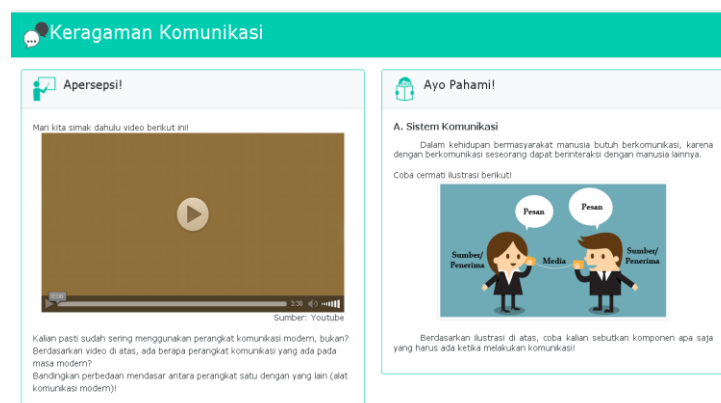 Keragaman Komunikasi
Apersepsi!
Mari kita simak dahulu video berikut ini!
0:00
3:30
Sumber: Youtube
Kalian pasti sudah sering menggunakan perangkat komunikasi modern, bukan?
Berdasarkan video di atas, ada berapa perangkat komunikasi yang ada pada
masa modern?
Bandingkan perbedaan mendasar antara perangkat satu dengan yang lain (alat
komunikasi modern)!
Ayo Pahami!
A. Sistem Komunikasi
Dalam kehidupan bermasyarakat manusia butuh berkomunikasi, karena
dengan berkomunikasi seseorang dapat berinteraksi dengan manusia lainnya.
Coba cermati ilustrasi berikut!
Pesan
Pesan
Sumber/
Penerima
Media
Sumber/
Penerima
Berdasarkan ilustrasi di atas, coba kalian sebutkan komponen apa saja
yang harus ada ketika melakukan komunikasi!